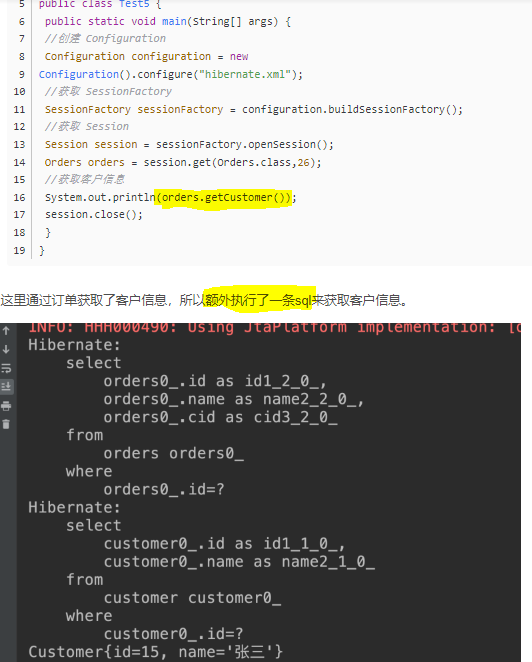 5 public class Test5 {
6 public static void main(String[] args) {
7 //创建 Configuration
8 Configuration configuration = new
9 Configuration().configure("hibernate.xml");
10 //获取 SessionFactory
11 SessionFactory sessionFactory = configuration.buildSessionFactory();
12 //获取 Session
13 Session session = sessionFactory.openSession();
14 Orders orders = session.get(Orders.class,26);
15 //获取客户信息
16 System.out.println(orders.getCustomer());
17 session.close();
18 }
19 }
这里通过订单获取了客户信息，所以额外执行了一条sql来获取客户信息。
INFO: HHH000490: Using JtaPlatform implementation: [o
Hibernate:
select
orders0_.id as id1_2_0_,
orders0_.name as name2_2_0_,
orders0_.cid as cid3_2_0_
from
orders orders0_
where
orders0_.id=?
Hibernate:
select
customer0_.id as id1_1_0_,
customer0_.name as name2_1_0_
from
customer customer0_
where
customer0_.id=?
Customer{id=15, name='张三'}